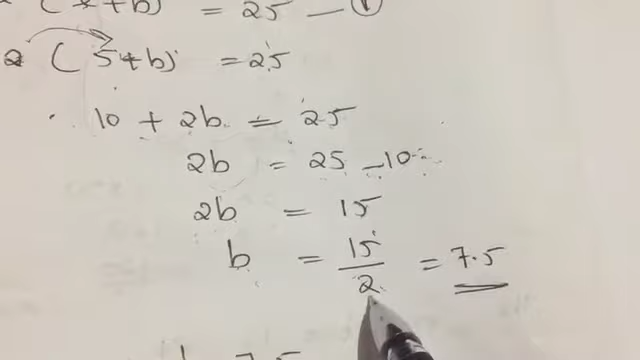 (x+b) = 25 — ①
2 (5+b) = 25
10 + 2b = 25
2b = 25 - 10
2b = 15
b = 15/2 = 7.5